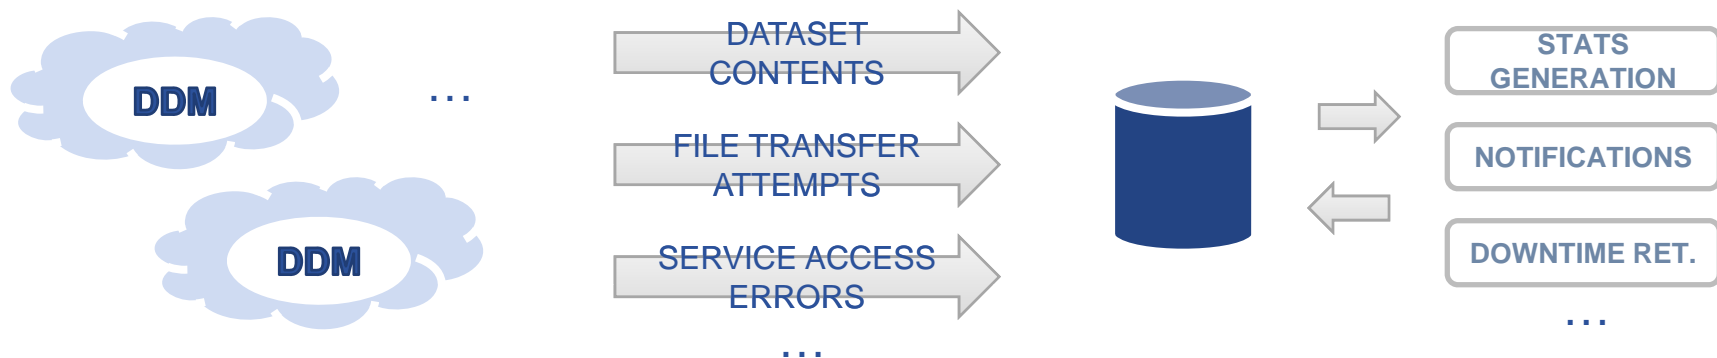 DDM
...
DDM
DATASET
CONTENTS
FILE TRANSFER
ATTEMPTS
SERVICE ACCESS
ERRORS
...
STATS
GENERATION
NOTIFICATIONS
DOWNTIME RET.
...